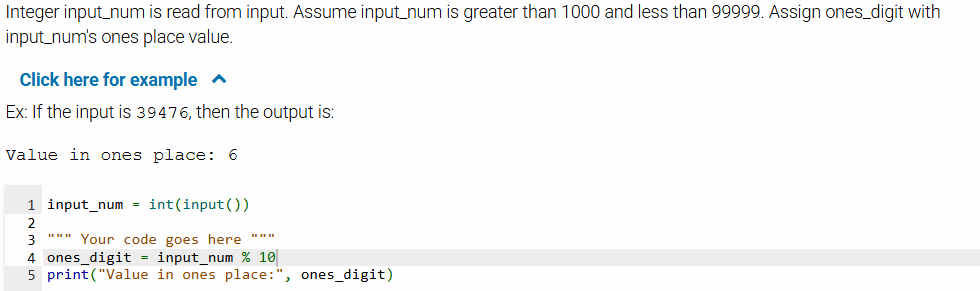 Integer input_num is read from input. Assume input_num is greater than 1000 and less than 99999. Assign ones_digit with
input_num's ones place value.
Click here for example
Ex: If the input is 39476, then the output is:
Value in ones place: 6
1 input_num = int(input())
2
3 """ Your code goes here """
4 ones_digit = input_num % 10
5 print("Value in ones place:", ones_digit)